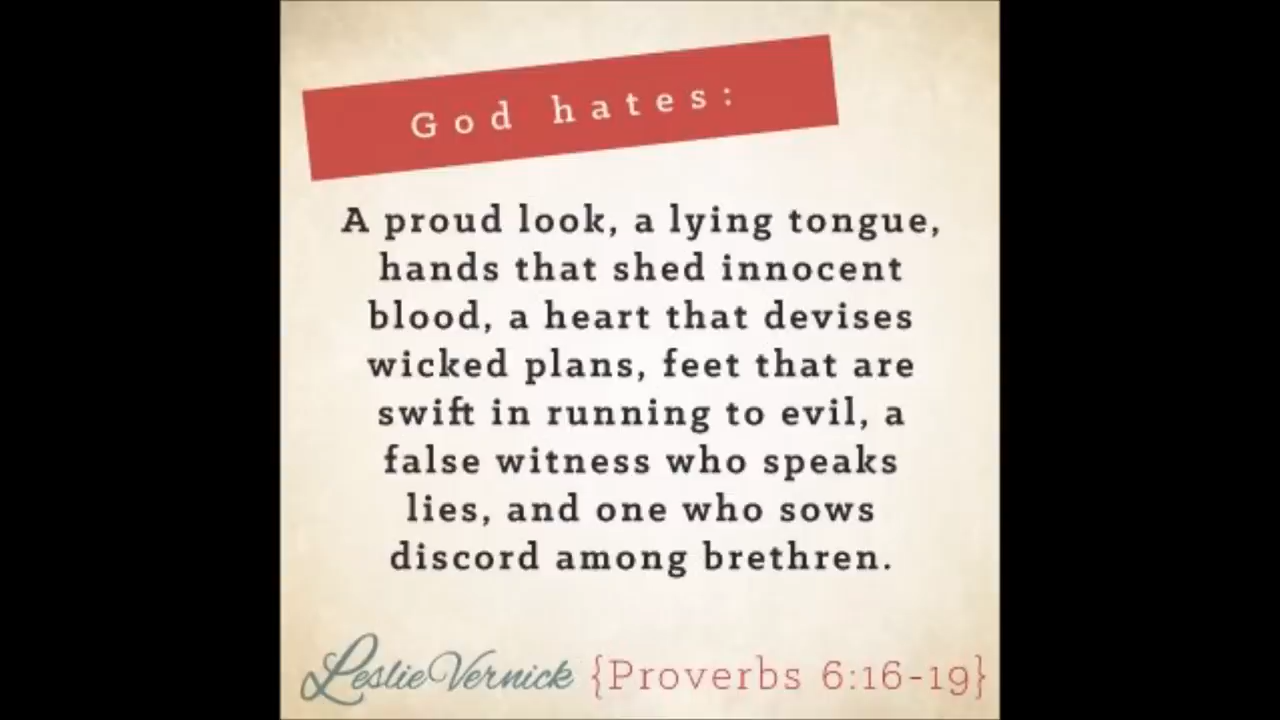 God hates:
A proud look, a lying tongue,
hands that shed innocent
blood, a heart that devises
wicked plans, feet that are
swift in running to evil, a
false witness who speaks
lies, and one who sows
discord among brethren.
Leslie Vernick {Proverbs 6:16-19}